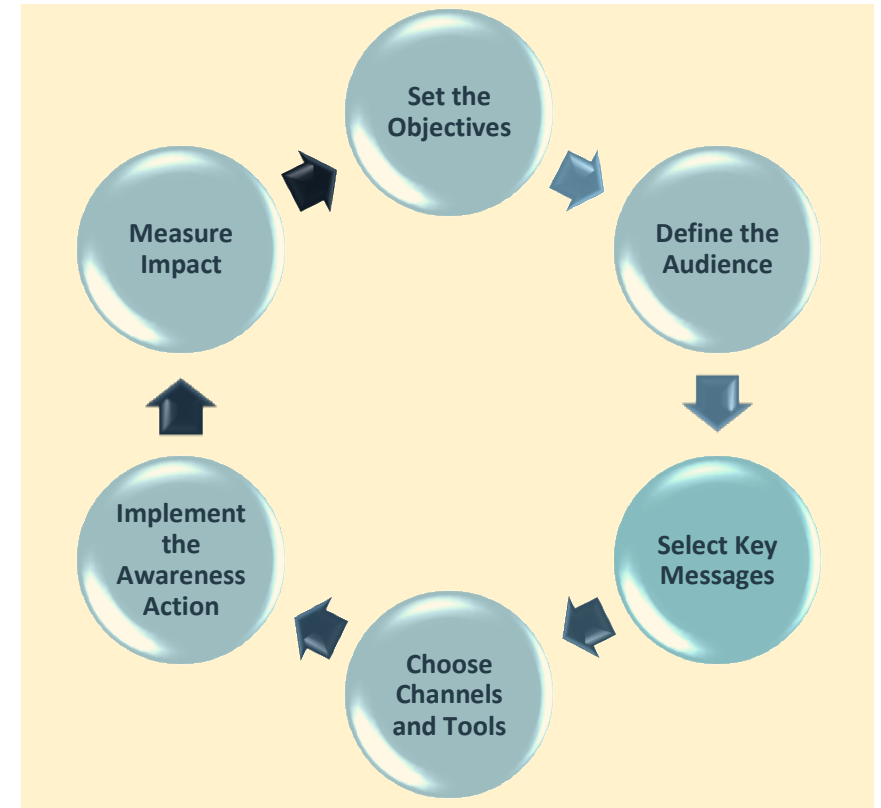 Set the
Objectives
Define the
Audience
Select Key
Messages
Choose
Channels
and Tools
Implement
the
Awareness
Action
Measure
Impact